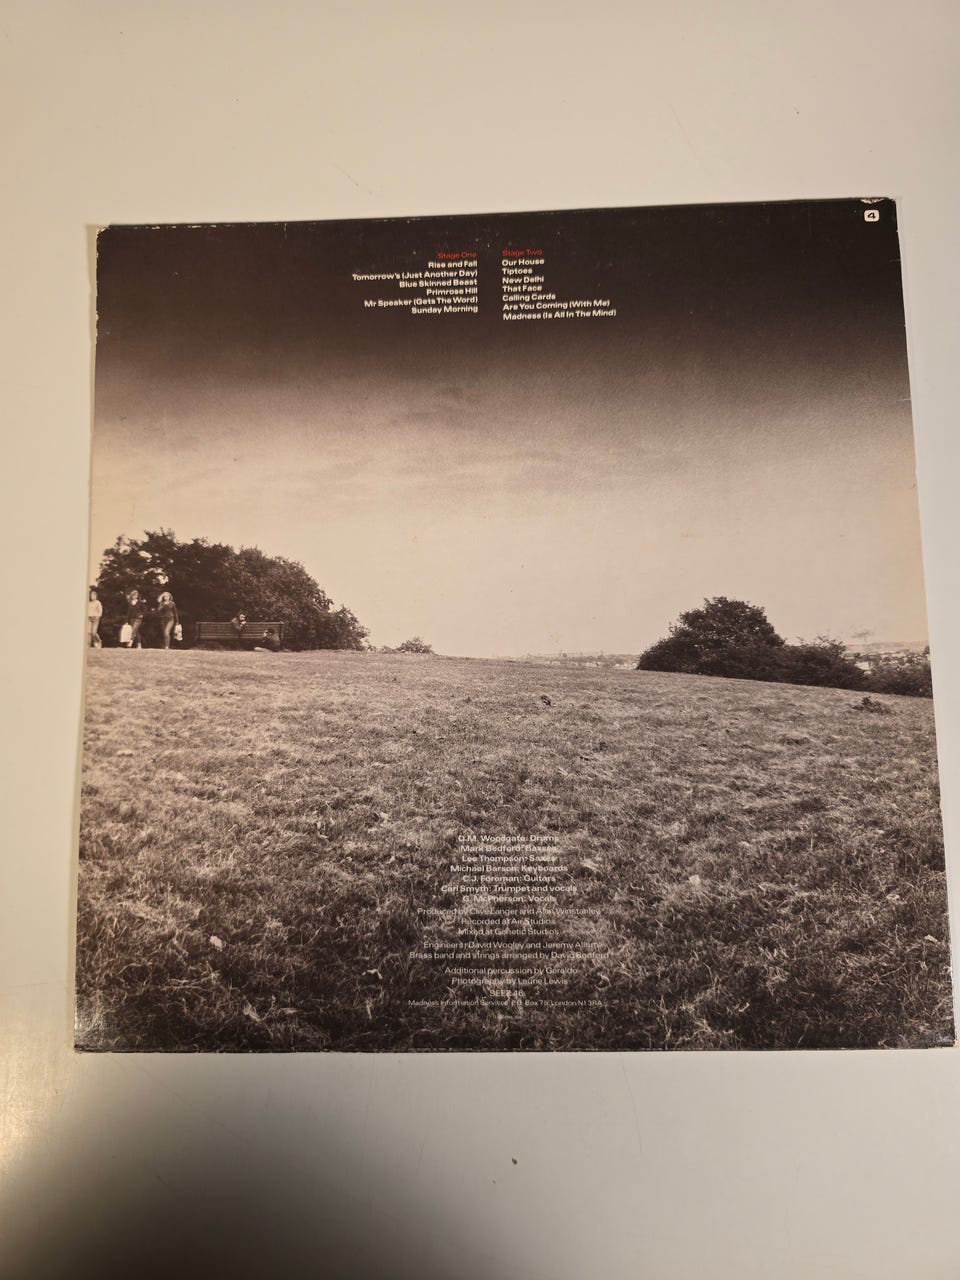 4
Stage One
Rise and Fall
Tomorrow's (Just Another Day)
Blue Skinned Beast
Primrose Hill
Mr Speaker (Gets The Word)
Sunday Morning
Stage Two
Our House
Tiptoes
New Delhi
That Face
Calling Cards
Are You Coming (With Me)
Madness (Is All In The Mind)
D.M. Woodgate: Drums
Mark Bedford: Basses
Lee Thompson: Saxes
Michael Barson: Keyboards
C.J. Foreman: Guitars
Carl Smyth: Trumpet and vocals
G. McPherson: Vocals
Produced by Clive Langer and Alan Winstanley
Recorded at Air Studios
Mixed at Genetic Studios
Engineers: David Wooley and Jeremy Allom
Brass band and strings arranged by David Bedford
Additional percussion by Geraldo
Photography by Laurie Lewis
SEEZ 46
Madness Information Service, P.O. Box 75, London N1